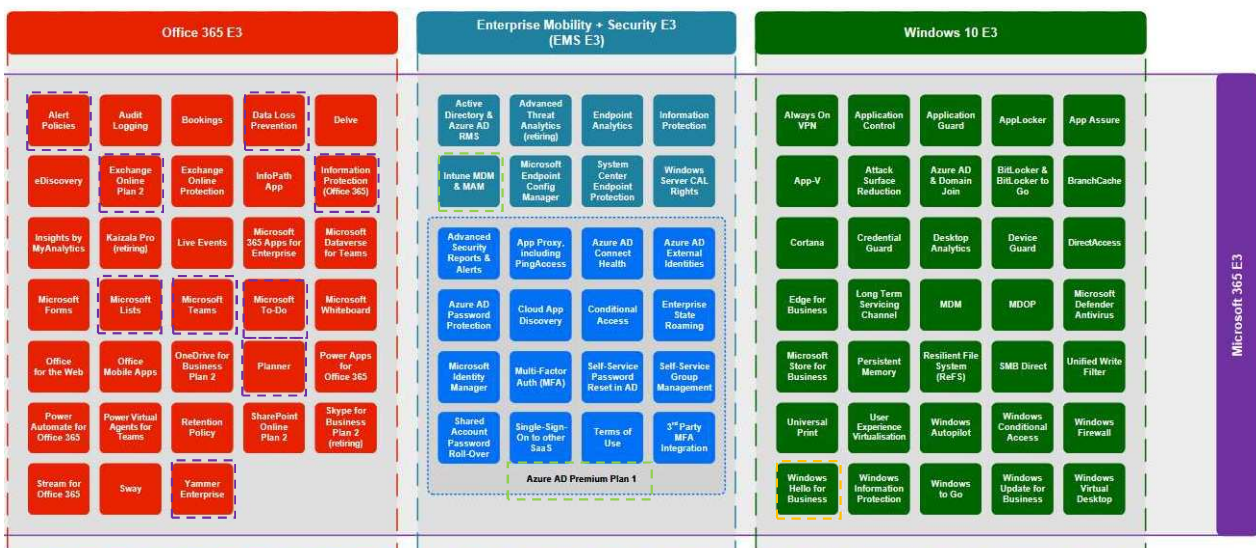 Office 365 E3
Enterprise Mobility + Security E3
(EMS E3)
Windows 10 E3
Microsoft 365 E3
Alert
Policies
Audit
Logging
Bookings
Data Loss
Prevention
Delve
eDiscovery
Exchange
Online
Plan 2
Exchange
Online
Protection
InfoPath
App
Information
Protection
(Office 365)
Insights by
MyAnalytics
Kaizala Pro
(retiring)
Live Events
Microsoft
365 Apps for
Enterprise
Microsoft
Dataverse
for Teams
Microsoft
Forms
Microsoft
Lists
Microsoft
Teams
Microsoft
To-Do
Microsoft
Whiteboard
Office
for the Web
Office
Mobile Apps
OneDrive for
Business
Plan 2
Planner
Power Apps
for
Office 365
Power
Automate for
Office 365
Power Virtual
Agents for
Teams
Retention
Policy
SharePoint
Online
Plan 2
Skype for
Business
Plan 2
(retiring)
Stream for
Office 365
Sway
Yammer
Enterprise
Active
Directory &
Azure AD
RMS
Advanced
Threat
Analytics
(retiring)
Endpoint
Analytics
Information
Protection
Intune MDM
& MAM
Microsoft
Endpoint
Config
Manager
System
Center
Endpoint
Protection
Windows
Server CAL
Rights
Advanced
Security
Reports &
Alerts
App Proxy,
including
PingAccess
Azure AD
Connect
Health
Azure AD
External
Identities
Azure AD
Password
Protection
Cloud App
Discovery
Conditional
Access
Enterprise
State
Roaming
Microsoft
Identity
Manager
Multi-Factor
Auth (MFA)
Self-Service
Password
Reset in AD
Self-Service
Group
Management
Shared
Account
Password
Roll-Over
Single-Sign-
On to other
SaaS
Terms of
Use
3rd Party
MFA
Integration
Azure AD Premium Plan 1
Always On
VPN
Application
Control
Application
Guard
AppLocker
App Assure
App-V
Attack
Surface
Reduction
Azure AD
& Domain
Join
BitLocker &
BitLocker to
Go
BranchCache
Cortana
Credential
Guard
Desktop
Analytics
Device
Guard
DirectAccess
Edge for
Business
Long Term
Servicing
Channel
MDM
MDOP
Microsoft
Defender
Antivirus
Microsoft
Store for
Business
Persistent
Memory
Resilient File
System
(ReFS)
SMB Direct
Unified Write
Filter
Universal
Print
User
Experience
Virtualisation
Windows
Autopilot
Windows
Conditional
Access
Windows
Firewall
Windows
Hello for
Business
Windows
Information
Protection
Windows
to Go
Windows
Update for
Business
Windows
Virtual
Desktop